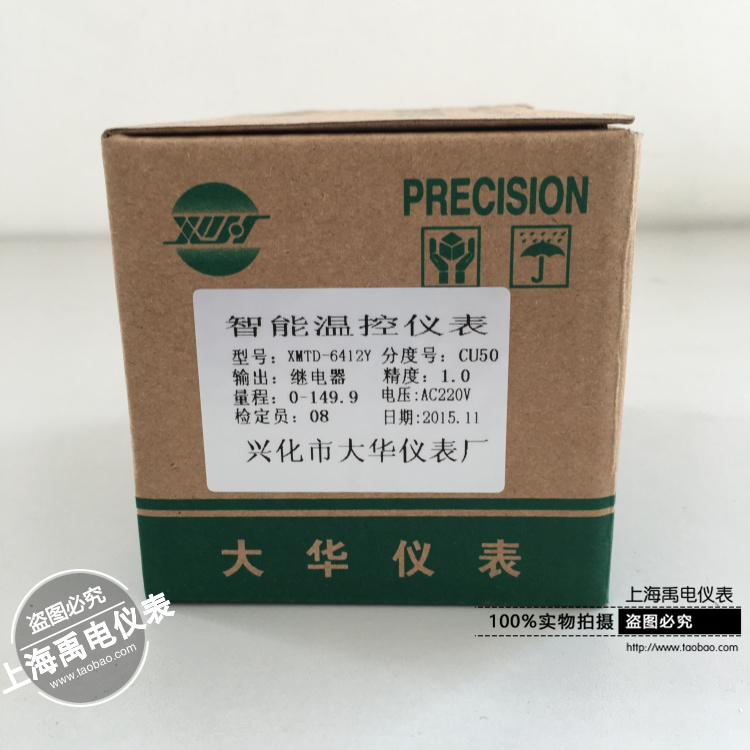 PRECISION
智能温控仪表
型号：XMTD-6412Y 分度号：CU50
输出：继电器 精度：1.0
量程：0-149.9 电压：AC220V
检定员：08 日期：2015.11
兴化市大华仪表厂
大华仪表
盗图必究
上海禹电仪表
www.taobao.com
上海禹电仪表
100%实物拍摄 盗图必究
http://www.taobao.com